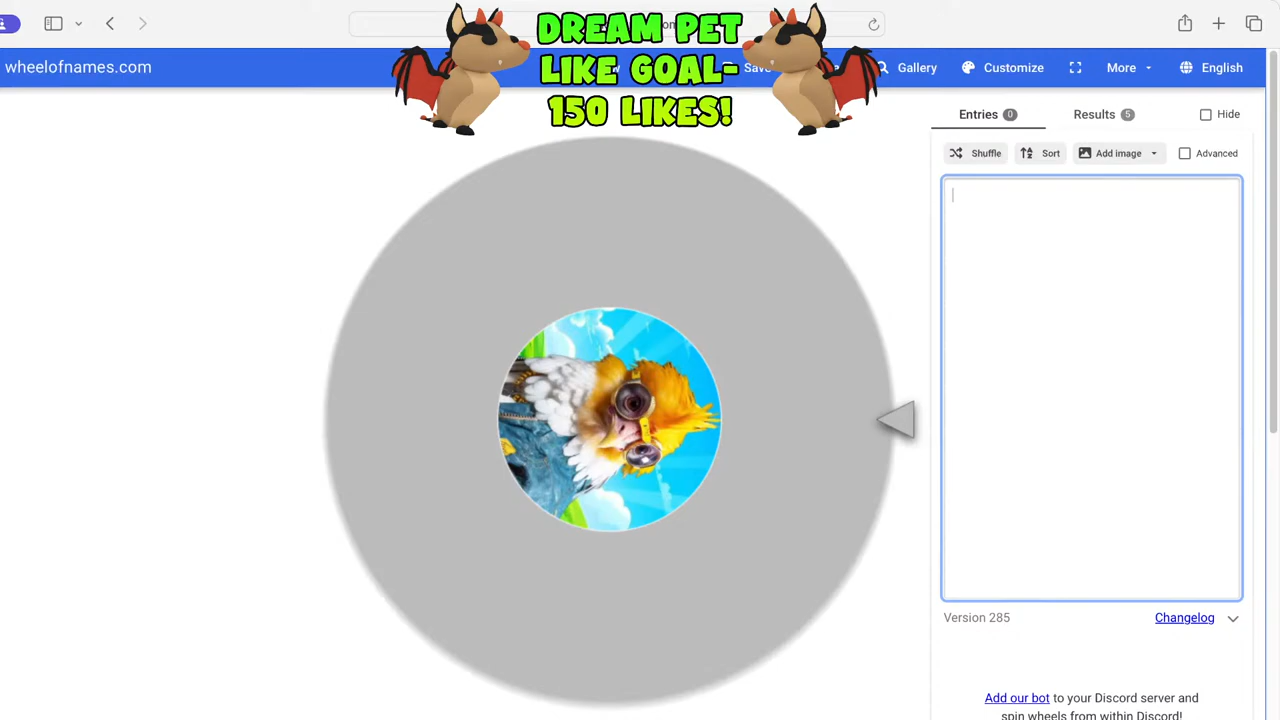 DREAM PET
LIKE GOAL-
150 LIKES!
wheelofnames.com
Gallery
Customize
More
English
Entries 0
Results 5
Hide
Shuffle
Sort
Add image
Advanced
Version 285
Changelog
Add our bot to your Discord server and
spin wheels from within Discord!